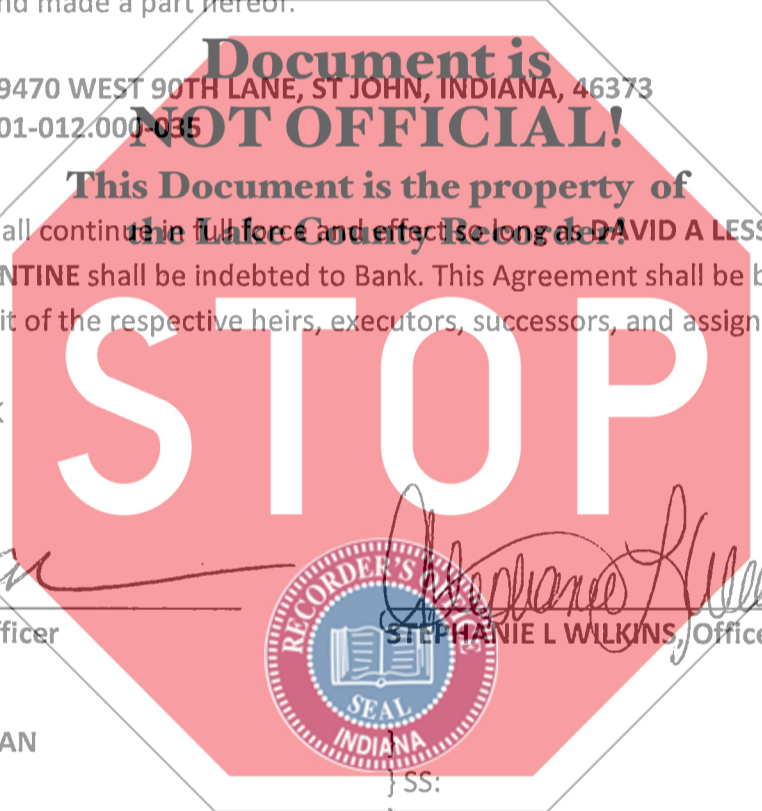 nd made a part hereof.
Document is
9470 WEST 90TH LANE, ST JOHN, INDIANA, 46373
01-012.000-035
NOT OFFICIAL!
This Document is the property of
the Lake County Recorder!
all continue in full force and effect so long as DAVID A LESS
NTINE shall be indebted to Bank. This Agreement shall be b
it of the respective heirs, executors, successors, and assign
STOP
K
RECORDER'S OFFICE
fficer
STEPHANIE L WILKINS, Office
SEAL
INDIANA
AN
}
} SS: